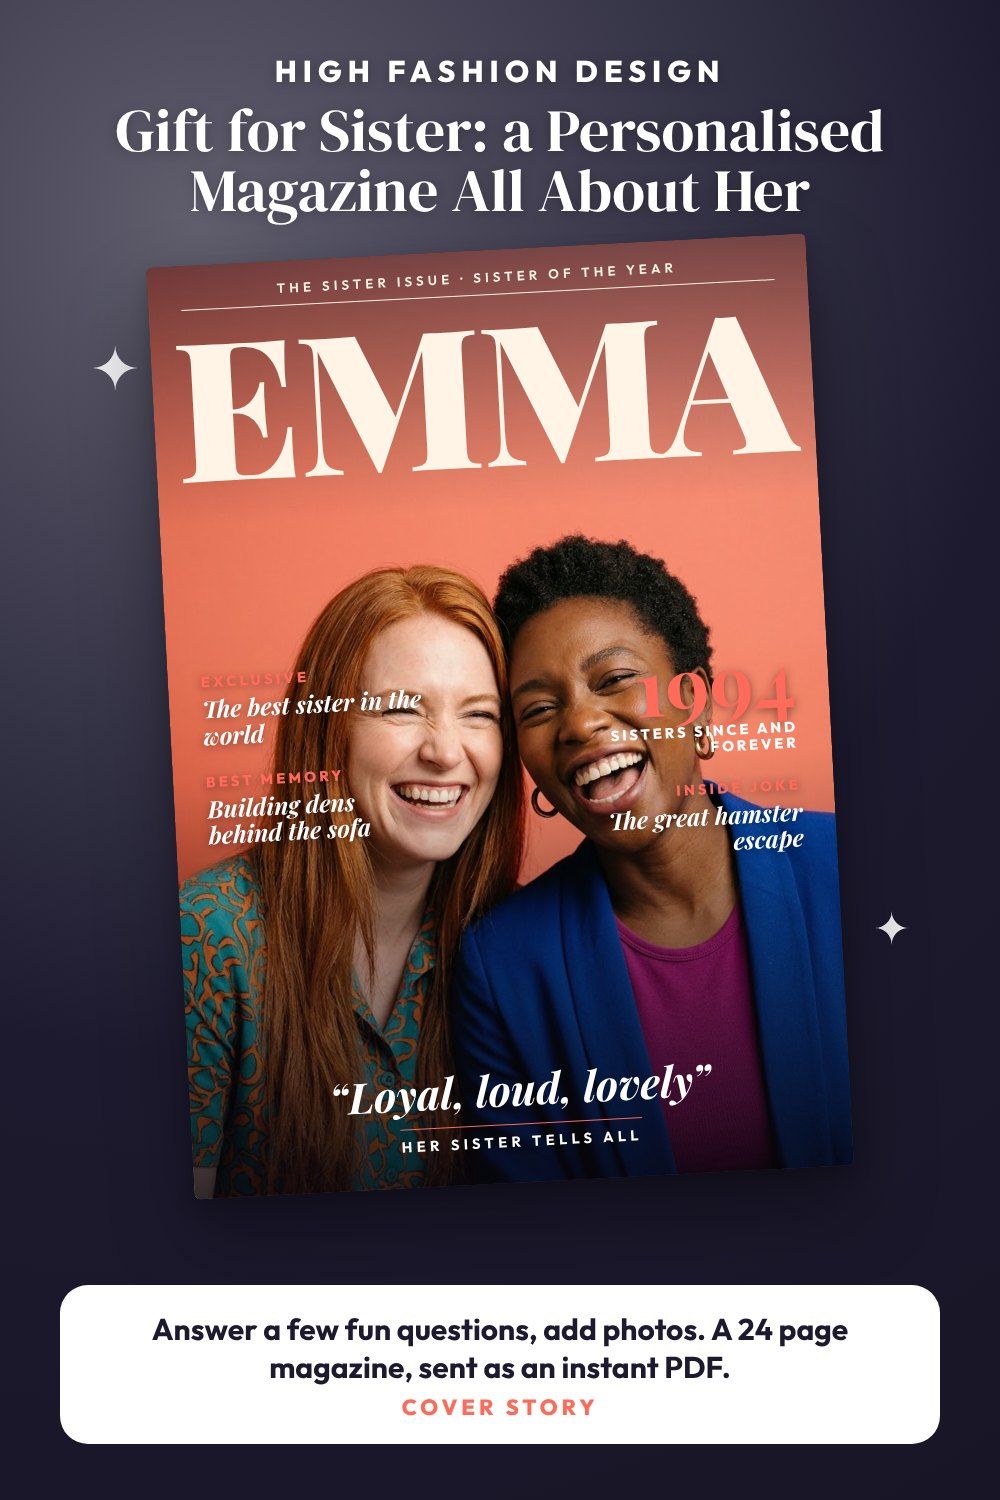 HIGH FASHION DESIGN
Gift for Sister: a Personalised
Magazine All About Her
THE SISTER ISSUE · SISTER OF THE YEAR
EMMA
EXCLUSIVE
The best sister in the
world
BEST MEMORY
Building dens
behind the sofa
1994
SISTERS SINCE AND
FOREVER
INSIDE JOKE
The great hamster
escape
“Loyal, loud, lovely”
HER SISTER TELLS ALL
Answer a few fun questions, add photos. A 24 page
magazine, sent as an instant PDF.
COVER STORY